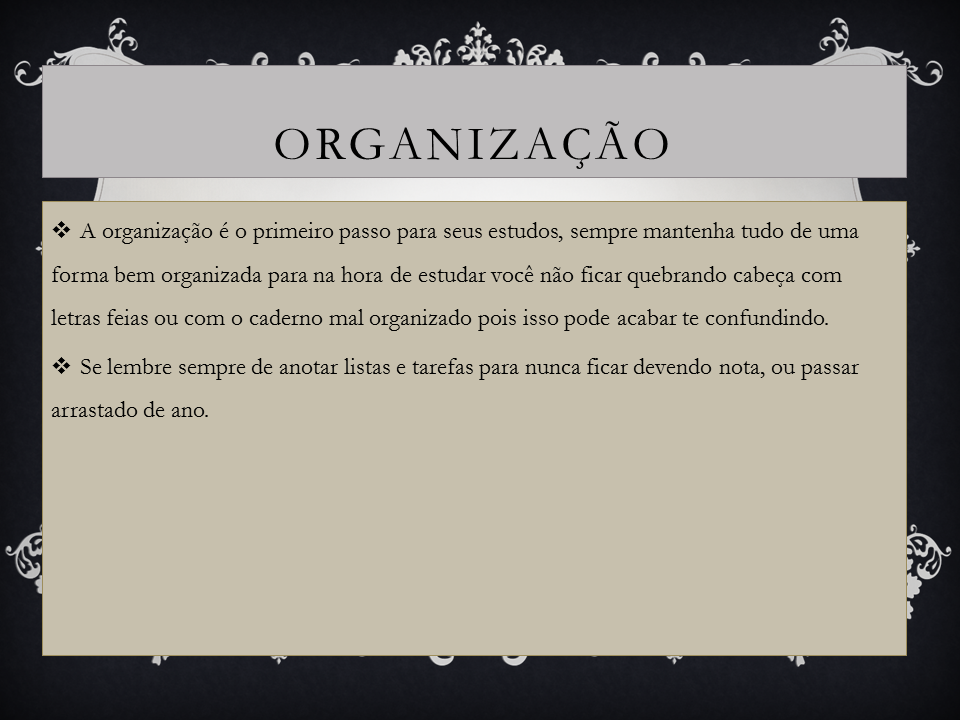 ORGANIZAÇÃO
❖ A organização é o primeiro passo para seus estudos, sempre mantenha tudo de uma
forma bem organizada para na hora de estudar você não ficar quebrando cabeça com
letras feias ou com o caderno mal organizado pois isso pode acabar te confundindo.
❖ Se lembre sempre de anotar listas e tarefas para nunca ficar devendo nota, ou passar
arrastado de ano.